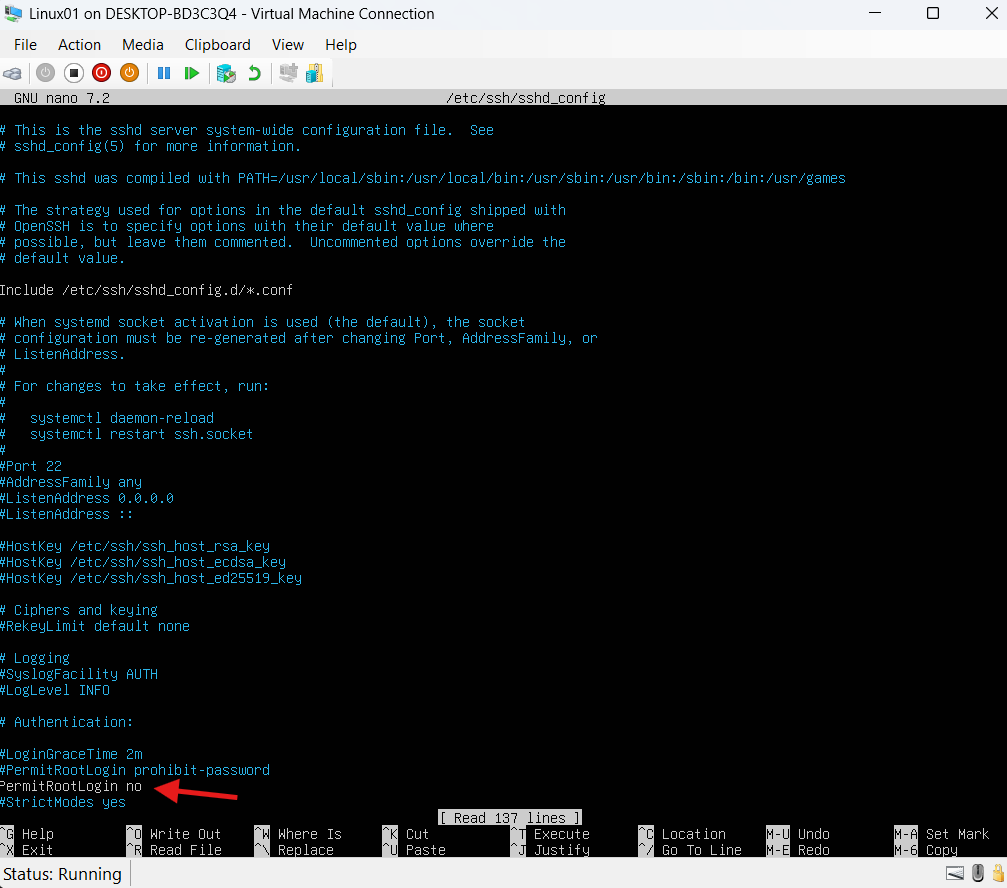 Linux01 on DESKTOP-BD3C3Q4 - Virtual Machine Connection
File Action Media Clipboard View Help
GNU nano 7.2 /etc/ssh/sshd_config
# This is the sshd server system-wide configuration file.  See
# sshd_config(5) for more information.
# This sshd was compiled with PATH=/usr/local/sbin:/usr/local/bin:/usr/sbin:/usr/bin:/sbin:/bin:/usr/games
# The strategy used for options in the default sshd_config shipped with
# OpenSSH is to specify options with their default value where
# possible, but leave them commented.  Uncommented options override the
# default value.
Include /etc/ssh/sshd_config.d/*.conf
# When systemd socket activation is used (the default), the socket
# configuration must be re-generated after changing Port, AddressFamily, or
# ListenAddress.
#
# For changes to take effect, run:
#
#   systemctl daemon-reload
#   systemctl restart ssh.socket
#
#Port 22
#AddressFamily any
#ListenAddress 0.0.0.0
#ListenAddress ::
#HostKey /etc/ssh/ssh_host_rsa_key
#HostKey /etc/ssh/ssh_host_ecdsa_key
#HostKey /etc/ssh/ssh_host_ed25519_key
# Ciphers and keying
#RekeyLimit default none
# Logging
#SyslogFacility AUTH
#LogLevel INFO
# Authentication:
#LoginGraceTime 2m
#PermitRootLogin prohibit-password
PermitRootLogin no
#StrictModes yes
[ Read 137 lines ]
^G Help ^O Write Out ^W Where Is ^K Cut ^T Execute ^C Location M-U Undo M-A Set Mark
^X Exit ^R Read File ^\ Replace ^U Paste ^J Justify ^/ Go To Line M-E Redo M-6 Copy
Status: Running